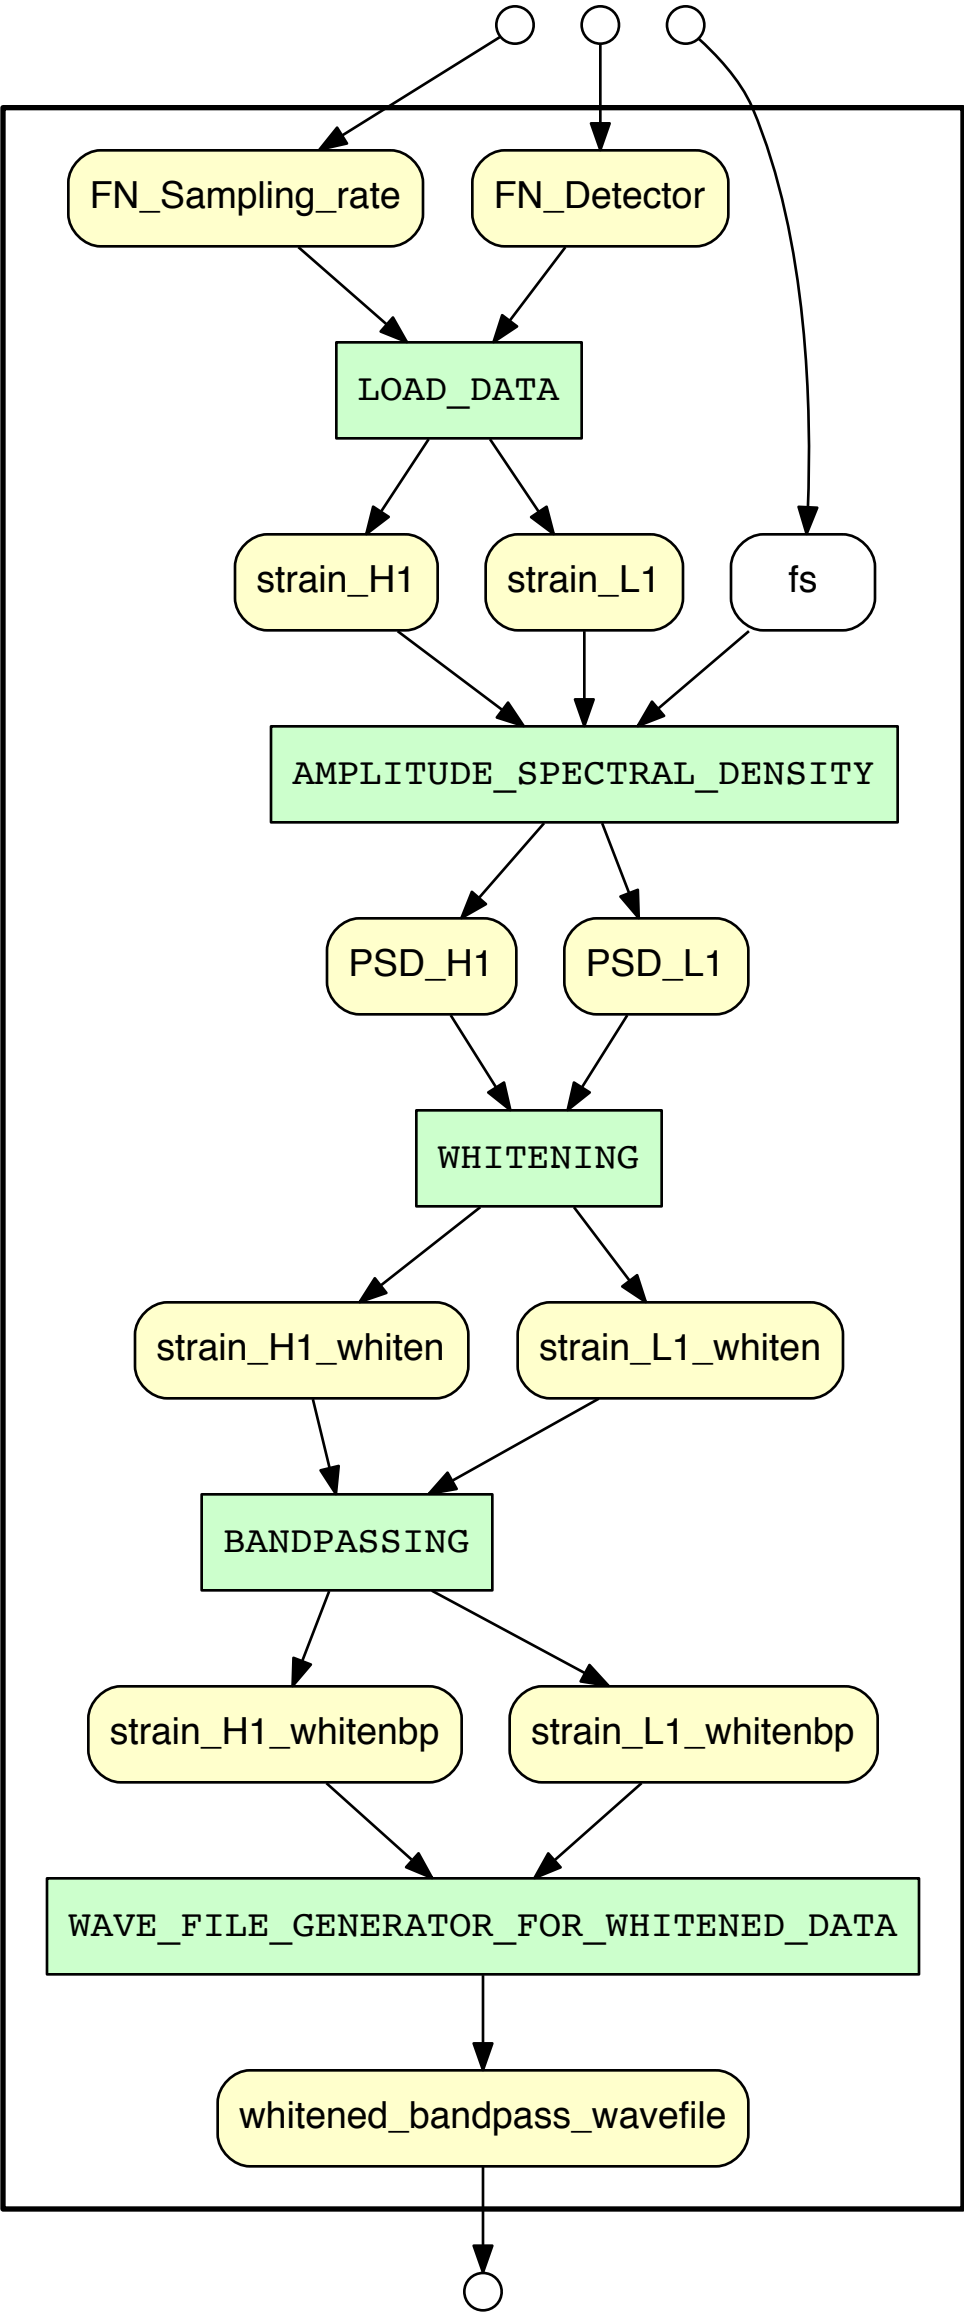 FN_Sampling_rate
FN_Detector
LOAD_DATA
strain_H1
strain_L1
fs
AMPLITUDE_SPECTRAL_DENSITY
PSD_H1
PSD_L1
WHITENING
strain_H1_whiten
strain_L1_whiten
BANDPASSING
strain_H1_whitenbp
strain_L1_whitenbp
WAVE_FILE_GENERATOR_FOR_WHITENED_DATA
whitened_bandpass_wavefile